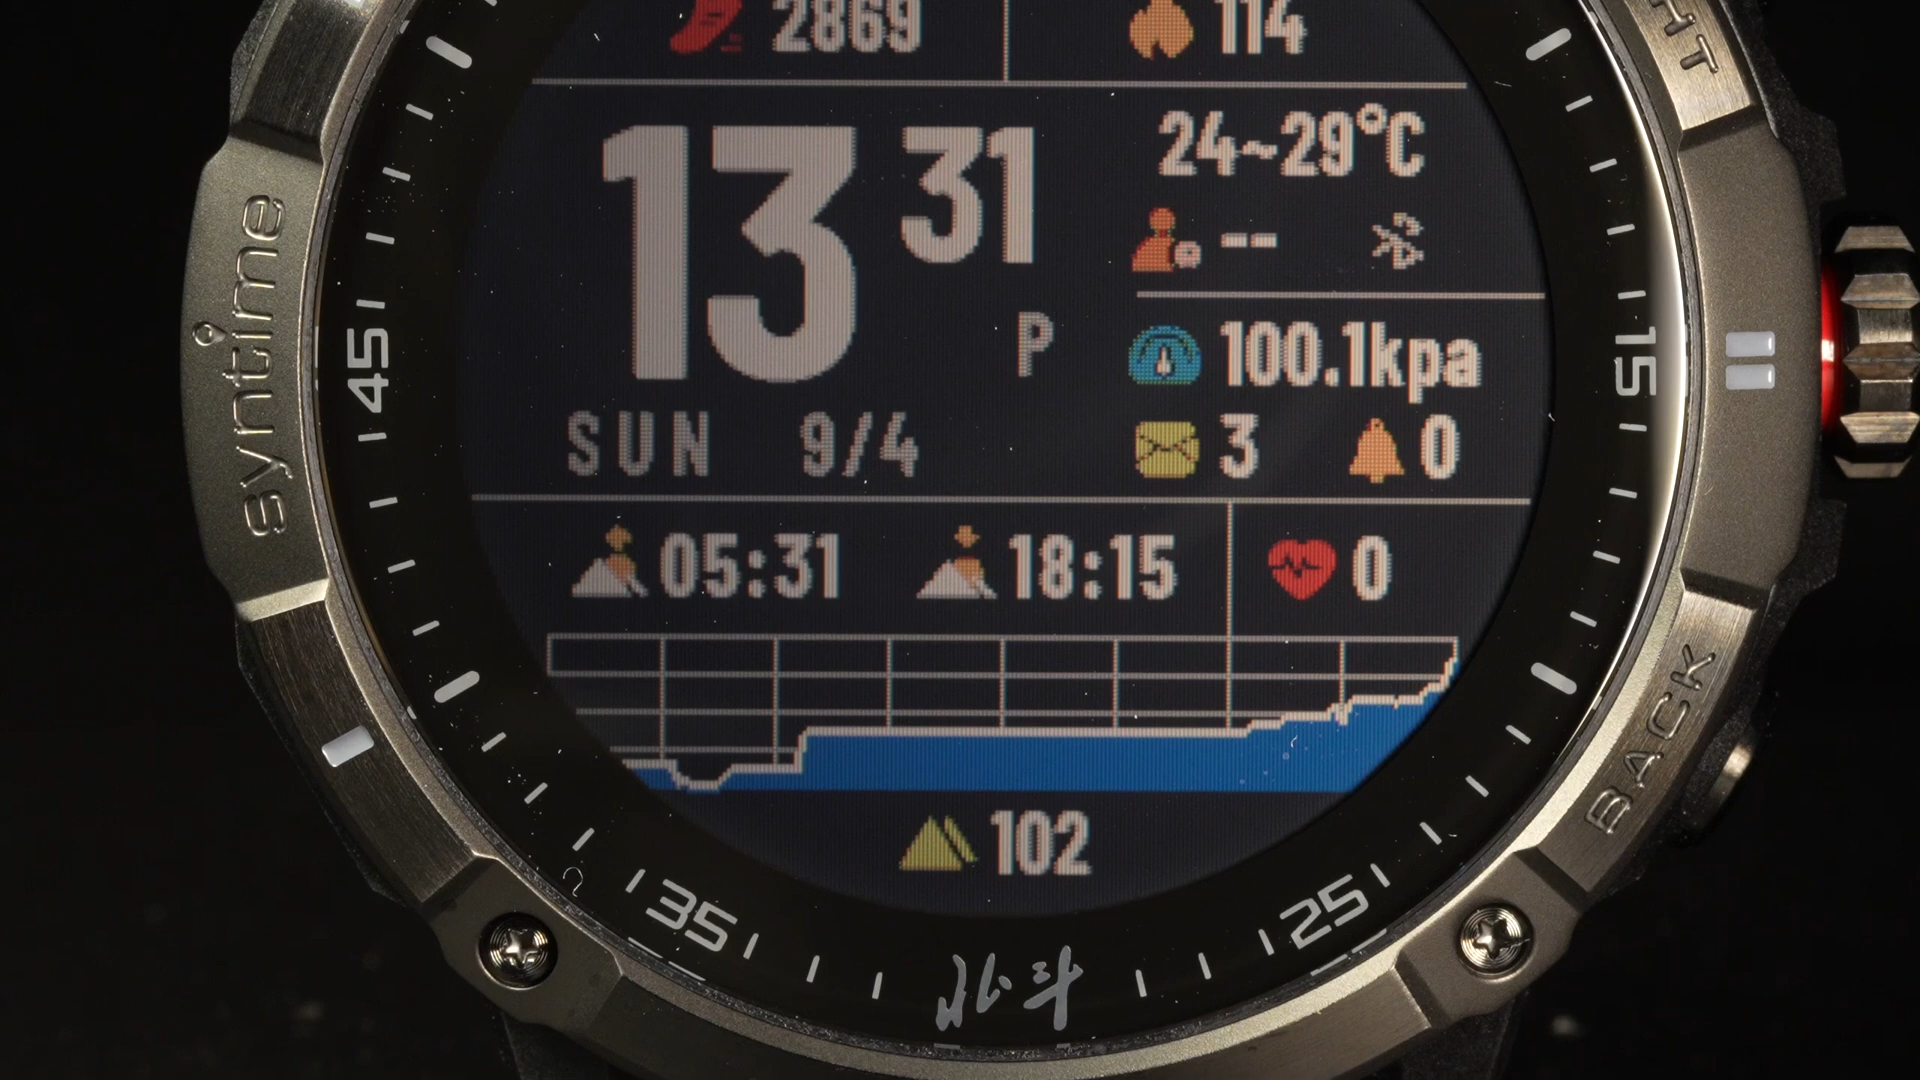 2869
114
HT
13 31
P
24~29°C
--
100.1kpa
SUN 9/4
3
0
05:31
18:15
0
102
syntime
45
15
35
25
北斗
BACK